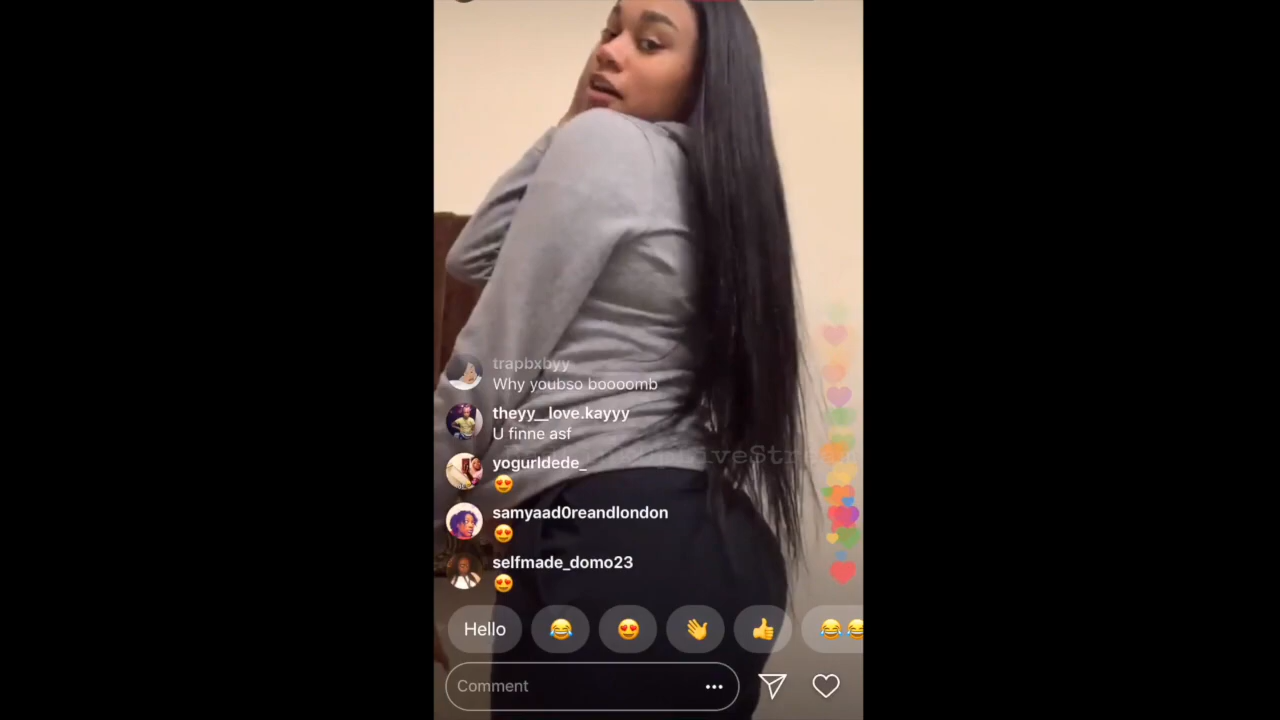 trapbxbyy
Why youbso boooomb
theyy__love.kayyy
U finne asf
yogurldede_
😍
samyaad0reandlondon
😍
selfmade_domo23
😍
Hello 😂 😍 👋 👍 😂😂
Comment